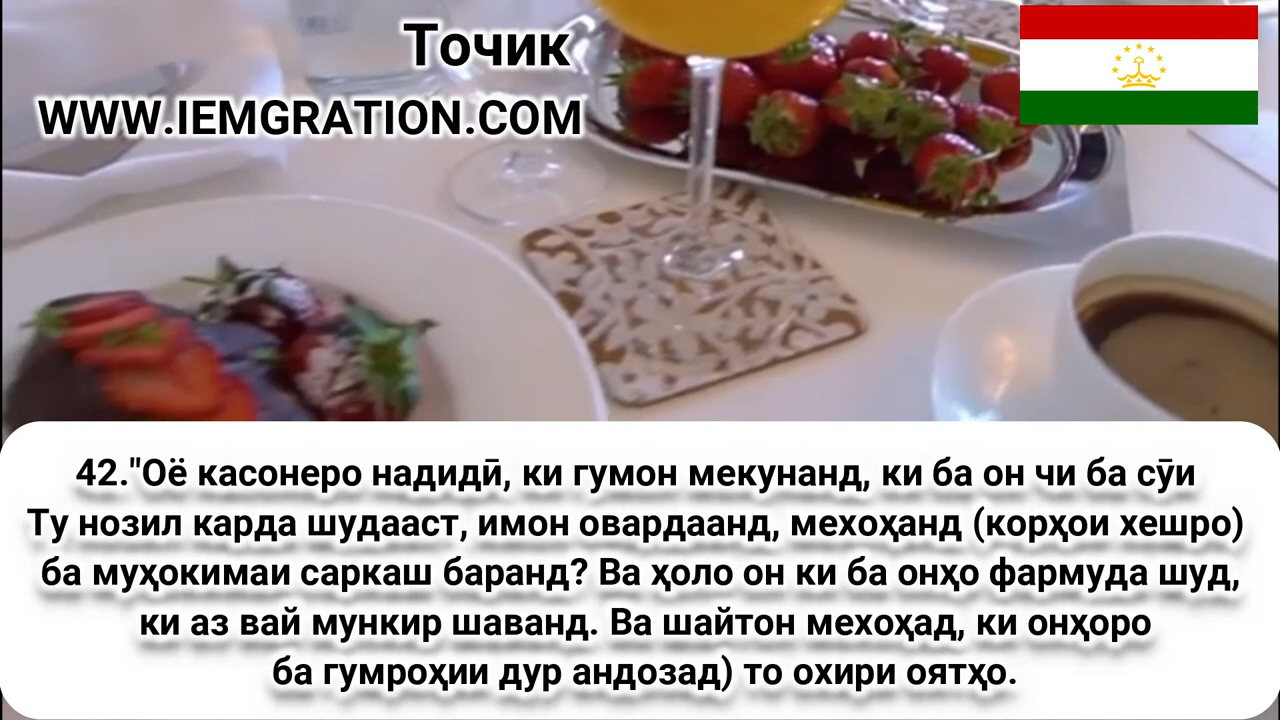 Точик
WWW.IEMGRATION.COM
42."Оё касонеро надидӣ, ки гумон мекунанд, ки ба он чи ба сӯи
Ту нозил карда шудааст, имон овардаанд, мехоҳанд (корҳои хешро)
ба муҳокимаи саркаш баранд? Ва ҳоло он ки ба онҳо фармуда шуд,
ки аз вай мункир шаванд. Ва шайтон мехоҳад, ки онҳоро
ба гумроҳии дур андозад) то охири оятҳо.